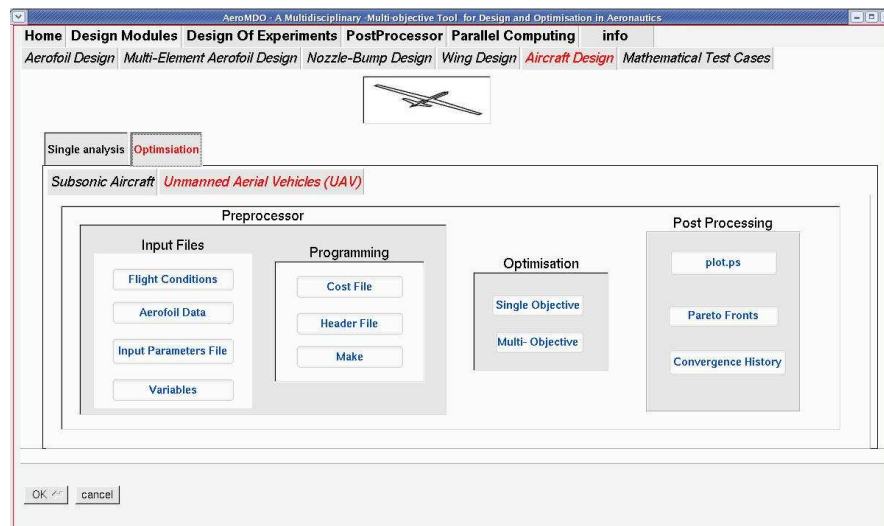 AeroMDO - A Multidisciplinary -Multi-objective Tool for Design and Optimisation in Aeronautics
Home Design Modules Design Of Experiments PostProcessor Parallel Computing info
Aerofoil Design Multi-Element Aerofoil Design Nozzle-Bump Design Wing Design Aircraft Design Mathematical Test Cases
Single analysis Optimsiation
Subsonic Aircraft Unmanned Aerial Vehicles (UAV)
Preprocessor
Input Files
Flight Conditions
Aerofoil Data
Input Parameters File
Variables
Programming
Cost File
Header File
Make
Optimisation
Single Objective
Multi- Objective
Post Processing
plot.ps
Pareto Fronts
Convergence History
OK cancel